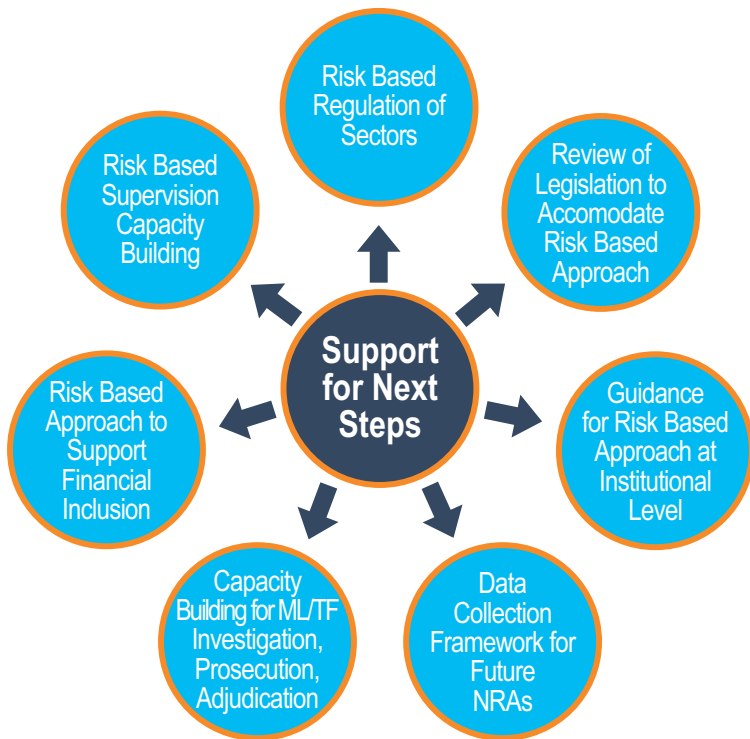 Risk Based
Regulation of
Sectors
Review of
Legislation to
Accomodate
Risk Based
Approach
Guidance
for Risk Based
Approach at
Institutional
Level
Data
Collection
Framework for
Future
NRAs
Capacity
Building for ML/TF
Investigation,
Prosecution,
Adjudication
Risk Based
Approach to
Support
Financial
Inclusion
Risk Based
Supervision
Capacity
Building
Support
for Next
Steps